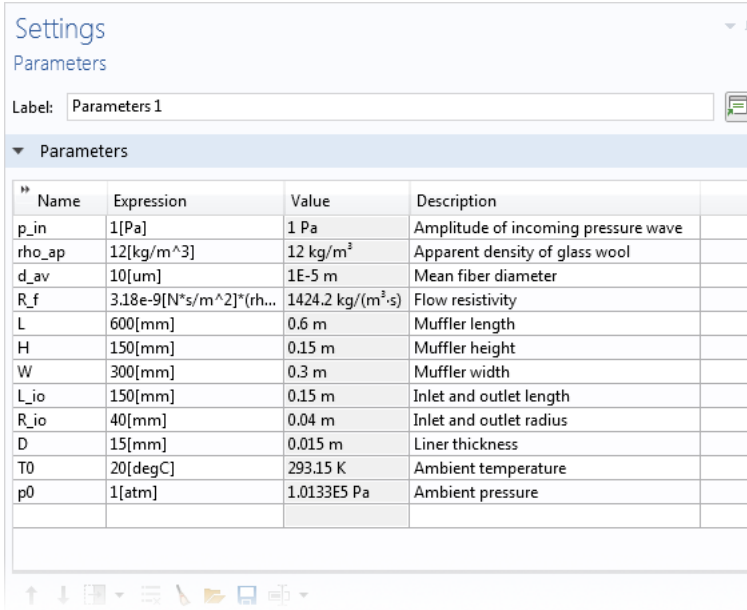 Settings
Parameters
Label: Parameters 1
Parameters
Name Expression Value Description
p_in 1[Pa] 1 Pa Amplitude of incoming pressure wave
rho_ap 12[kg/m^3] 12 kg/m³ Apparent density of glass wool
d_av 10[um] 1E-5 m Mean fiber diameter
R_f 3.18e-9[N*s/m^2]*(rh... 1424.2 kg/(m³·s) Flow resistivity
L 600[mm] 0.6 m Muffler length
H 150[mm] 0.15 m Muffler height
W 300[mm] 0.3 m Muffler width
L_io 150[mm] 0.15 m Inlet and outlet length
R_io 40[mm] 0.04 m Inlet and outlet radius
D 15[mm] 0.015 m Liner thickness
T0 20[degC] 293.15 K Ambient temperature
p0 1[atm] 1.0133E5 Pa Ambient pressure